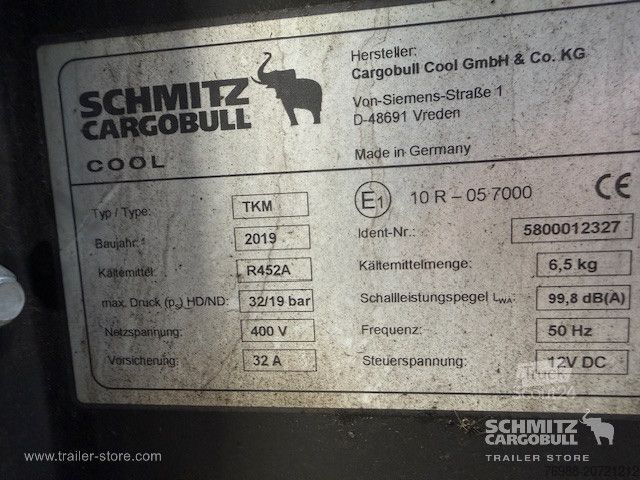 SCHMITZ
CARGOBULL
COOL
Hersteller:
Cargobull Cool GmbH & Co. KG
Von-Siemens-Straße 1
D-48691 Vreden
Made in Germany
Typ / Type: TKM
E1 10 R – 05 7000 CE
Baujahr: 2019
Ident-Nr.: 5800012327
Kältemittel: R452A
Kältemittelmenge: 6,5 kg
max. Druck (ps) HD/ND: 32/19 bar
Schallleistungspegel LWA: 99,8 dB(A)
Netzspannung: 400 V
Frequenz: 50 Hz
Vorsicherung: 32 A
Steuerspannung: 12V DC
www.trailer-store.com
SCHMITZ
CARGOBULL
TRAILER STORE